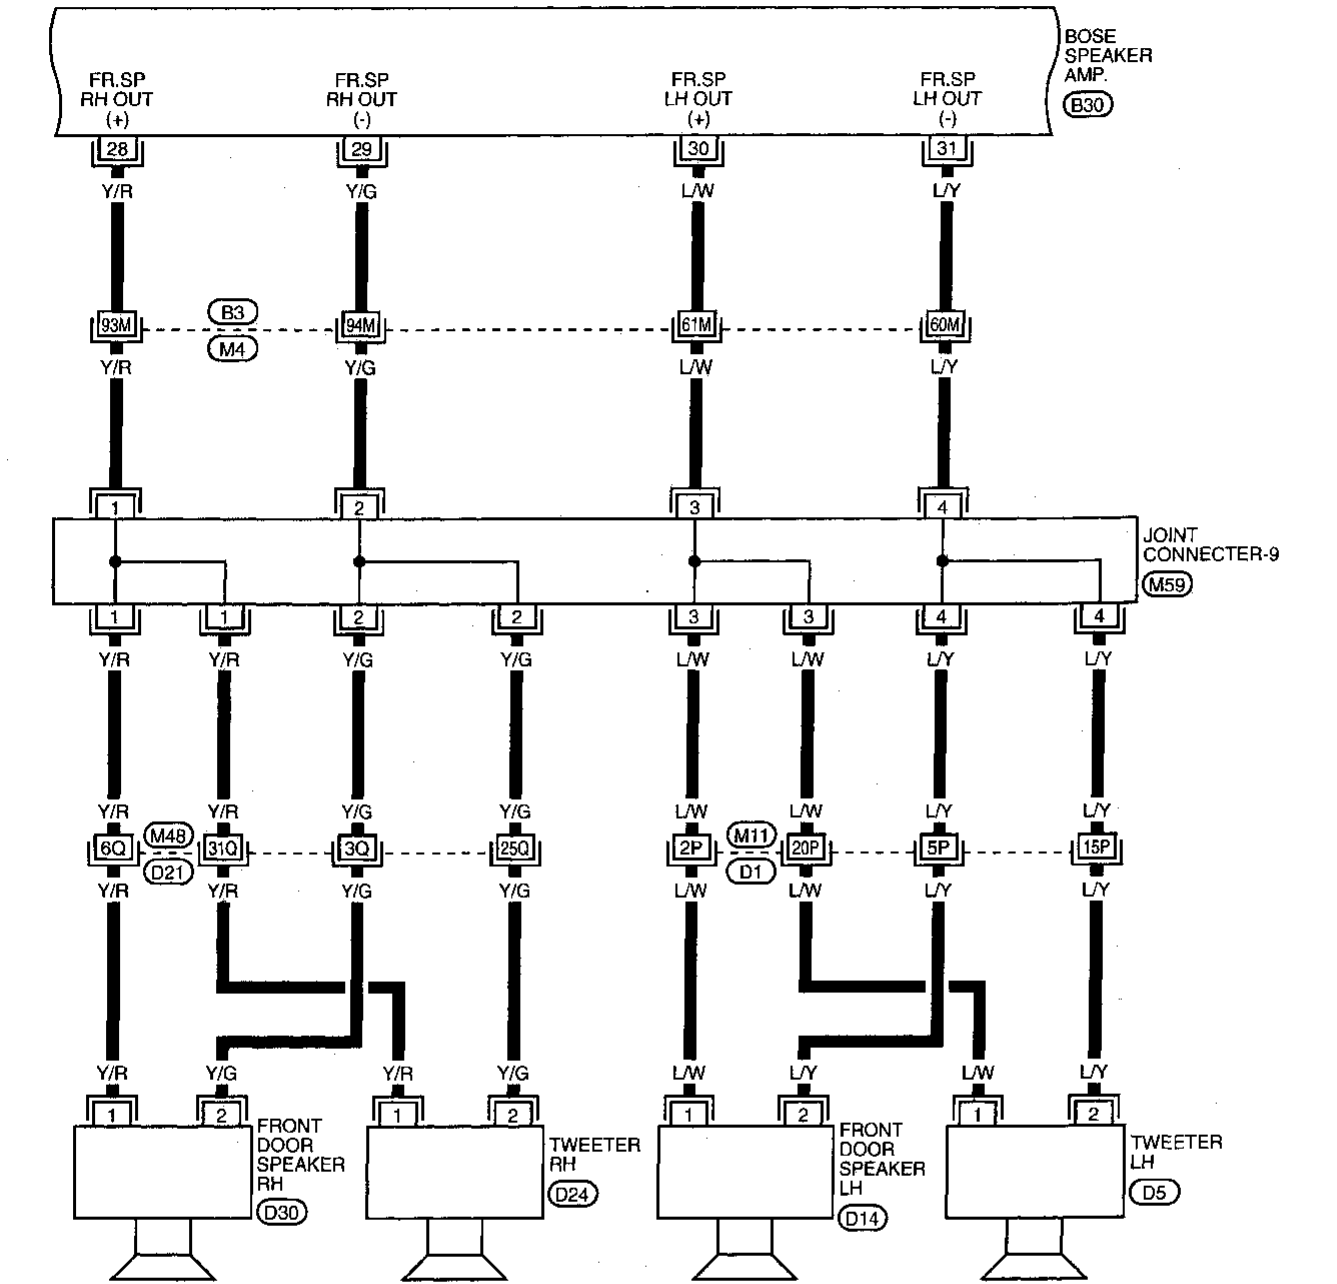 BOSE
SPEAKER
AMP.
B30
FR.SP FR.SP FR.SP FR.SP
RH OUT RH OUT LH OUT LH OUT
(+) (-) (+) (-)
28 29 30 31
Y/R Y/G L/W L/Y
B3
93M 94M 61M 60M
M4
Y/R Y/G L/W L/Y
1 2 3 4
JOINT
CONNECTER-9
M59
1 1 2 2 3 3 4 4
Y/R Y/R Y/G Y/G L/W L/W L/Y L/Y
Y/R Y/R Y/G Y/G L/W L/W L/Y L/Y
M48 M11
6Q 31Q 3Q 25Q 2P 20P 5P 15P
D21 D1
Y/R Y/R Y/G Y/G L/W L/W L/Y L/Y
Y/R Y/G Y/R Y/G L/W L/Y L/W L/Y
1 2 1 2 1 2 1 2
FRONT
DOOR
SPEAKER
RH
D30
TWEETER
RH
D24
FRONT
DOOR
SPEAKER
LH
D14
TWEETER
LH
D5